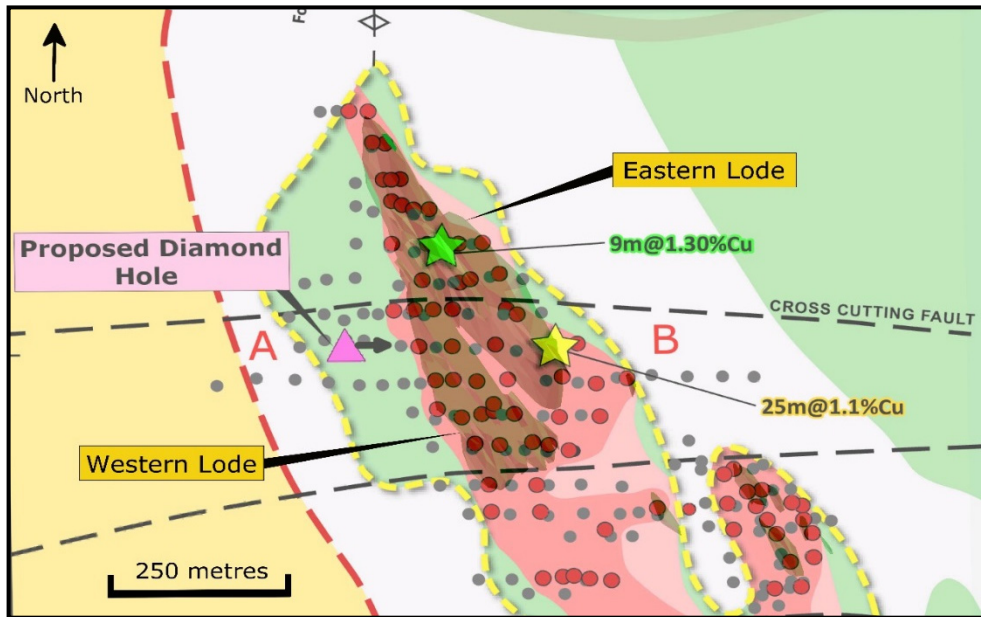 Fo
North
Eastern Lode
9m@1.30%Cu
Proposed Diamond
Hole
CROSS CUTTING FAULT
A
B
25m@1.1%Cu
Western Lode
250 metres